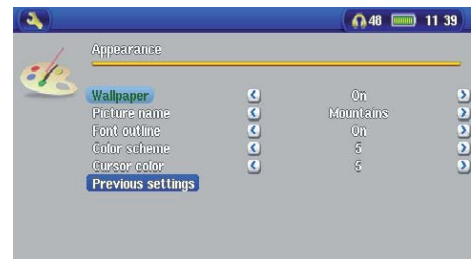 48 11 39
Appearance
Wallpaper On
Picture name Mountains
Font outline On
Color scheme 5
Cursor color 5
Previous settings